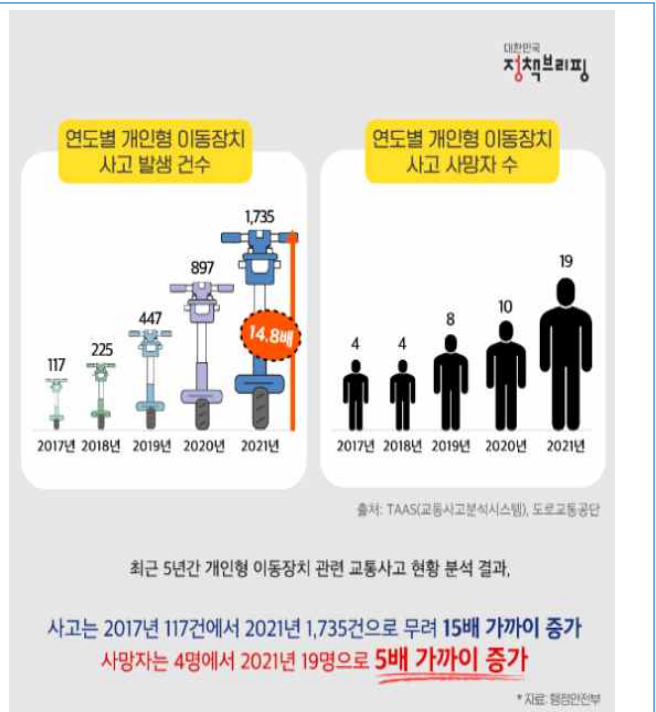 대한민국
정책브리핑
연도별 개인형 이동장치
사고 발생 건수
연도별 개인형 이동장치
사고 사망자 수
1,735
897
447
225
117
14.8배
2017년 2018년 2019년 2020년 2021년
19
10
8
4
4
2017년 2018년 2019년 2020년 2021년
출처: TAAS(교통사고분석시스템), 도로교통공단
최근 5년간 개인형 이동장치 관련 교통사고 현황 분석 결과,
사고는 2017년 117건에서 2021년 1,735건으로 무려 15배 가까이 증가
사망자는 4명에서 2021년 19명으로 5배 가까이 증가
* 자료: 행정안전부